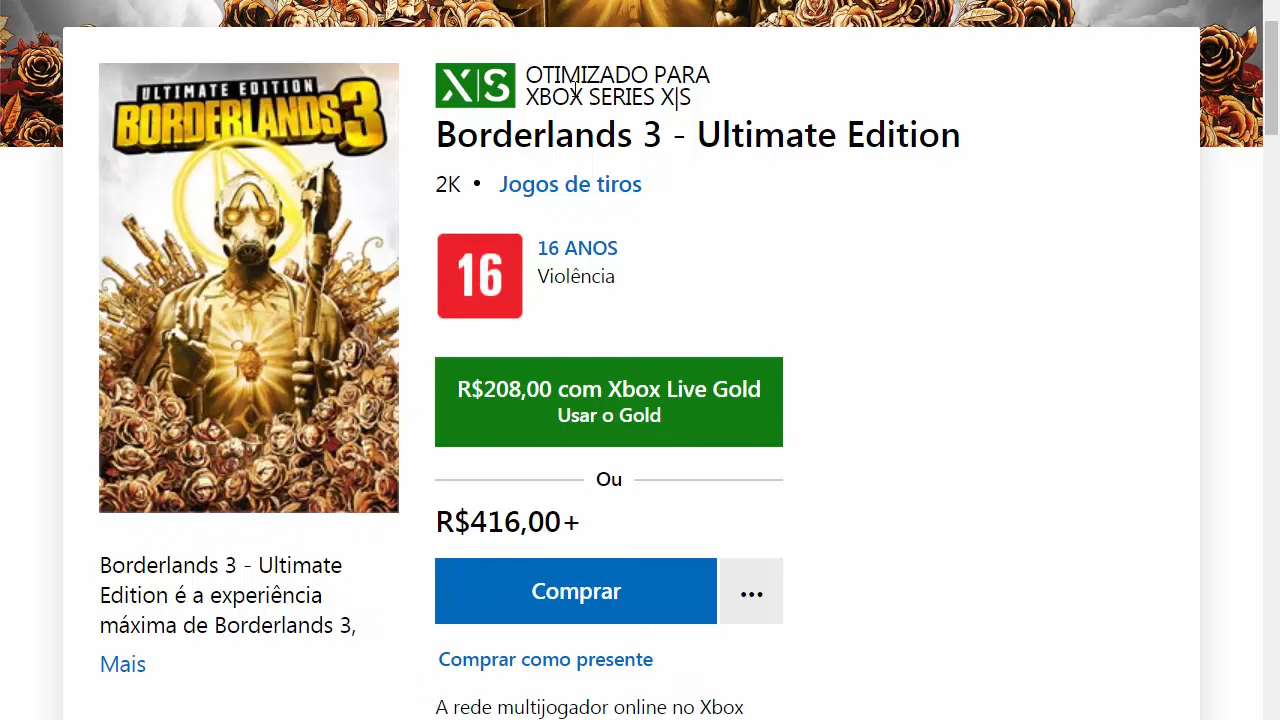 ULTIMATE EDITION
BORDERLANDS 3
X|S
OTIMIZADO PARA
XBOX SERIES X|S
Borderlands 3 - Ultimate Edition
2K • Jogos de tiros
16
16 ANOS
Violência
R$208,00 com Xbox Live Gold
Usar o Gold
Ou
R$416,00+
Comprar
...
Comprar como presente
A rede multijogador online no Xbox
Borderlands 3 - Ultimate
Edition é a experiência
máxima de Borderlands 3,
Mais